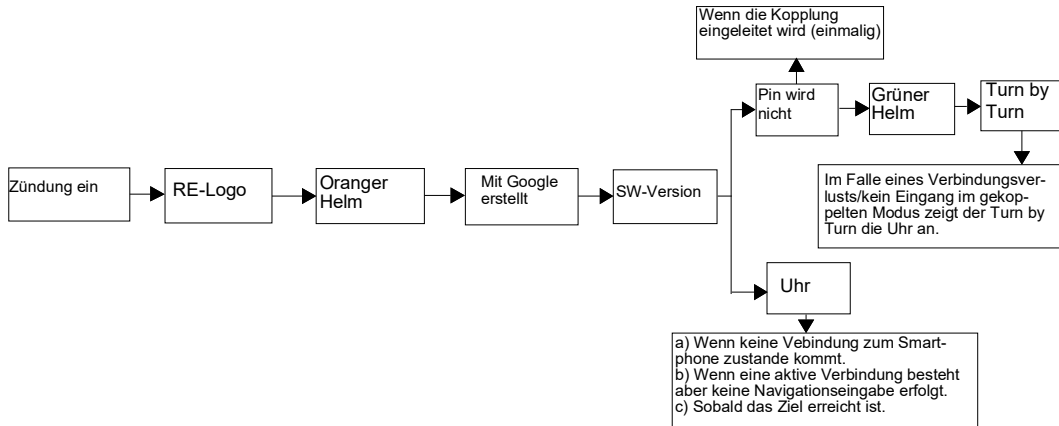 Wenn die Kopplung
eingeleitet wird (einmalig)
Pin wird
nicht
Grüner
Helm
Turn by
Turn
Zündung ein
RE-Logo
Oranger
Helm
Mit Google
erstellt
SW-Version
Im Falle eines Verbindungsver-
lusts/kein Eingang im gekop-
pelten Modus zeigt der Turn by
Turn die Uhr an.
Uhr
a) Wenn keine Vebindung zum Smart-
phone zustande kommt.
b) Wenn eine aktive Verbindung besteht
aber keine Navigationseingabe erfolgt.
c) Sobald das Ziel erreicht ist.